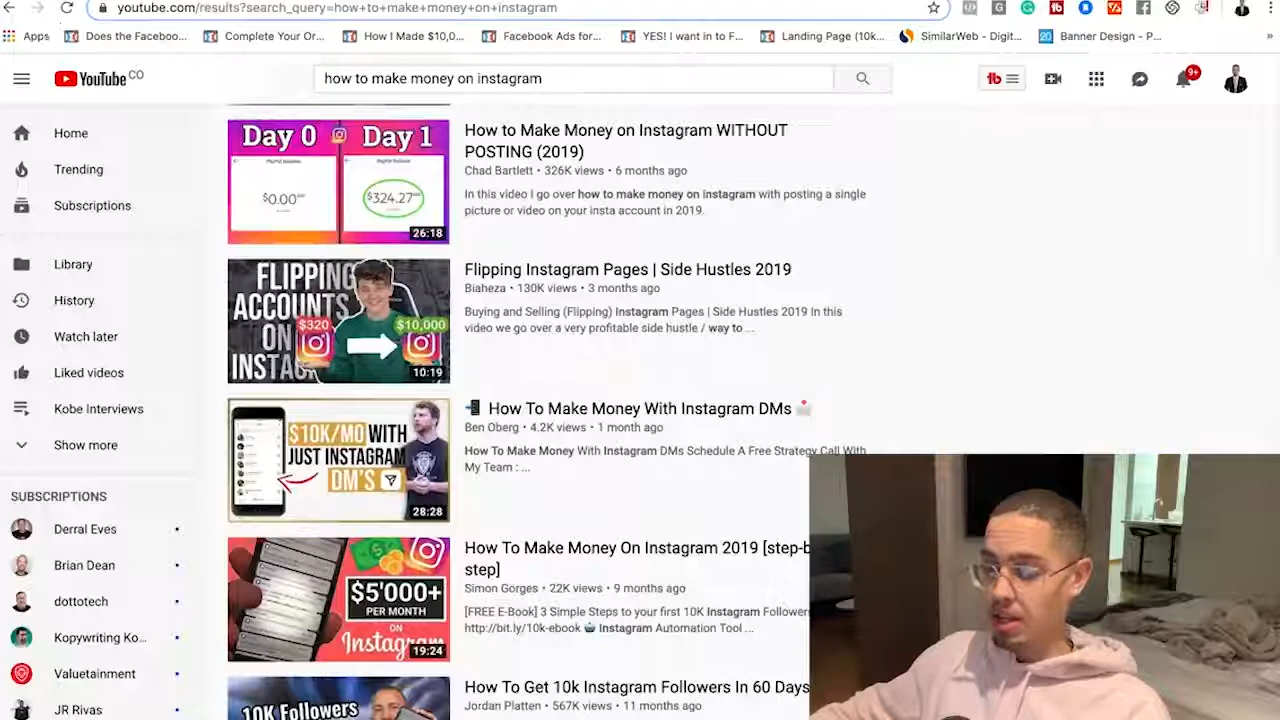 youtube.com/results?search_query=how+to+make+money+on+instagram
Apps
Does the Faceboo...
Complete Your Or...
How I Made $10,0...
Facebook Ads for...
YES! I want in to F...
Landing Page (10k...
SimilarWeb - Digit...
20
Banner Design - P...
»
YouTube CO
how to make money on instagram
tb
9+
Home
Trending
Subscriptions
Library
History
Watch later
Liked videos
Kobe Interviews
Show more
SUBSCRIPTIONS
Derral Eves
Brian Dean
dottotech
Kopywriting Ko...
Valuetainment
JR Rivas
Day 0 Day 1
$0.00
$324.27
26:18
How to Make Money on Instagram WITHOUT
POSTING (2019)
Chad Bartlett • 326K views • 6 months ago
In this video I go over how to make money on instagram with posting a single
picture or video on your insta account in 2019.
FLIPPING
ACCOUNTS
ON
INSTA
$320
$10,000
10:19
Flipping Instagram Pages | Side Hustles 2019
Biaheza • 130K views • 3 months ago
Buying and Selling (Flipping) Instagram Pages | Side Hustles 2019 In this
video we go over a very profitable side hustle / way to ...
$10K/MO WITH
JUST INSTAGRAM
DM'S
28:28
📲 How To Make Money With Instagram DMs 💌
Ben Oberg • 4.2K views • 1 month ago
How To Make Money With Instagram DMs Schedule A Free Strategy Call With
My Team : ...
$5'000+
PER MONTH
ON
Instagram
19:24
How To Make Money On Instagram 2019 [step-b
step]
Simon Gorges • 22K views • 9 months ago
[FREE E-Book] 3 Simple Steps to your first 10K Instagram Followers
http://bit.ly/10k-ebook 🤖 Instagram Automation Tool ...
10K Followers
How To Get 10k Instagram Followers In 60 Days
Jordan Platten • 567K views • 11 months ago